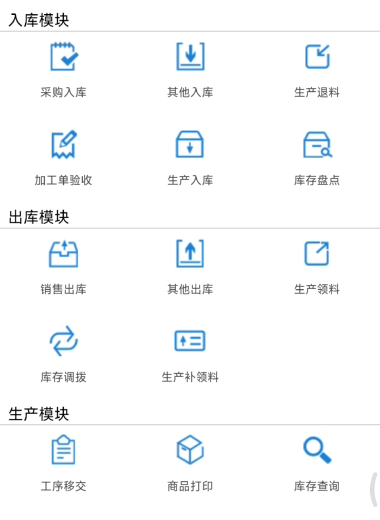 入库模块
采购入库 其他入库 生产退料
加工单验收 生产入库 库存盘点
出库模块
销售出库 其他出库 生产领料
库存调拨 生产补领料
生产模块
工序移交 商品打印 库存查询